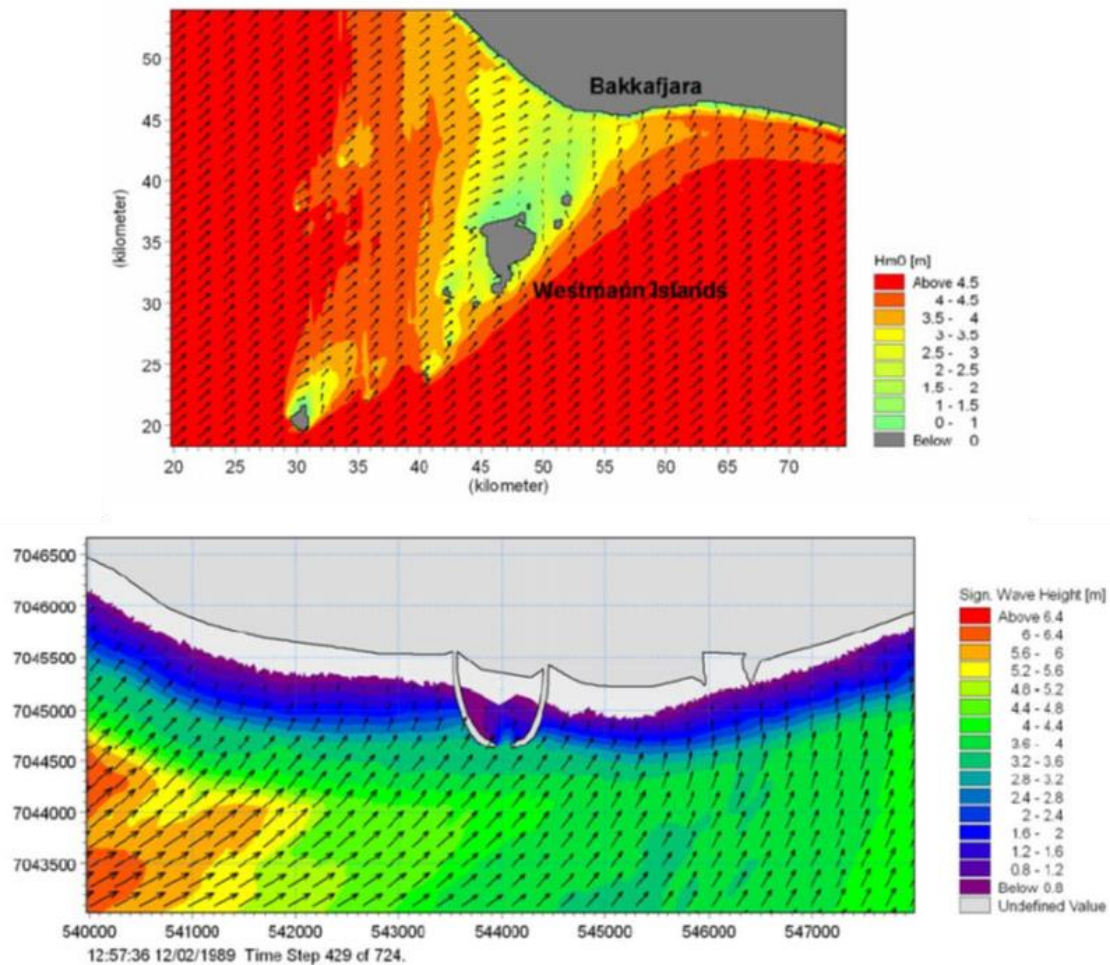 50
45
40
35
30
25
20
(kilometer)
Bakkafjara
Westmann Islands
20 25 30 35 40 45 50 55 60 65 70
(kilometer)
Hm0 [m]
Above 4.5
4 - 4.5
3.5 - 4
3 - 3.5
2.5 - 3
2 - 2.5
1.5 - 2
1 - 1.5
0 - 1
Below 0
7046500
7046000
7045500
7045000
7044500
7044000
7043500
540000 541000 542000 543000 544000 545000 546000 547000
12:57:36 12/02/1989 Time Step 429 of 724.
Sign. Wave Height [m]
Above 6.4
6 - 6.4
5.6 - 6
5.2 - 5.6
4.8 - 5.2
4.4 - 4.8
4 - 4.4
3.6 - 4
3.2 - 3.6
2.8 - 3.2
2.4 - 2.8
2 - 2.4
1.6 - 2
1.2 - 1.6
0.8 - 1.2
Below 0.8
Undefined Value